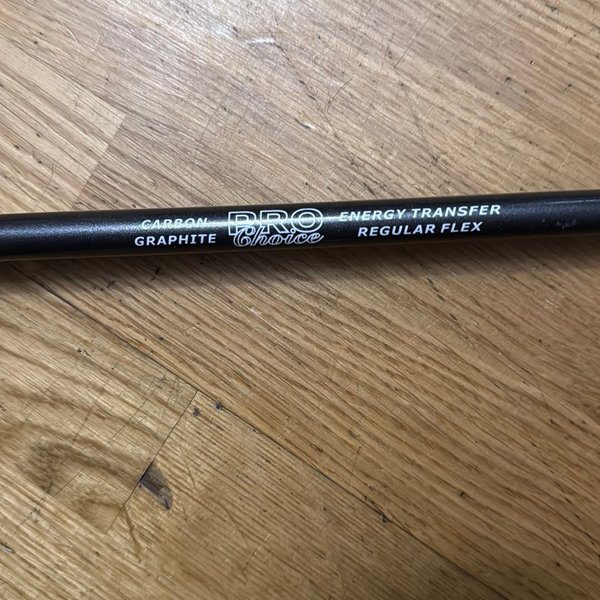 CARBON
GRAPHITE
PRO
Choice
ENERGY TRANSFER
REGULAR FLEX